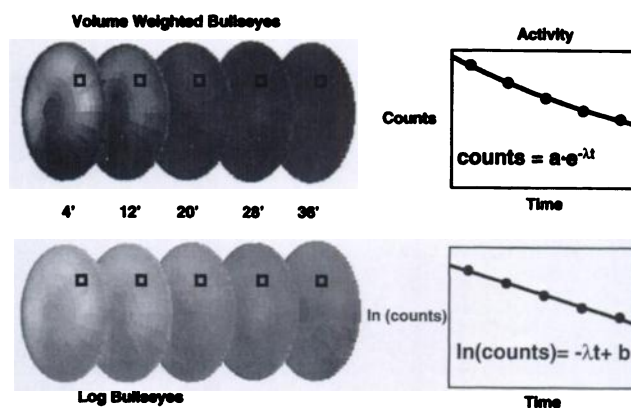 Volume Weighted Bullseyes
Activity
Counts
counts = a·e^-λt
Time
4' 12' 20' 28' 36'
ln (counts)
ln(counts)= -λt+ b
Log Bullseyes
Time